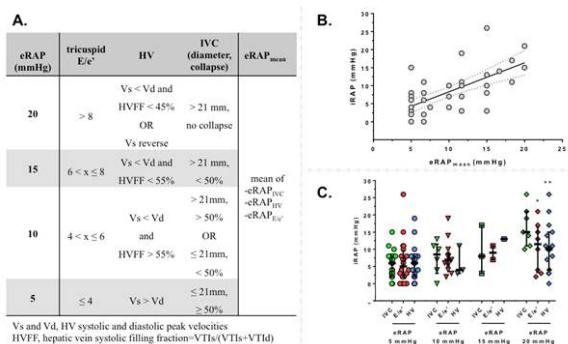 A.
eRAP (mmHg) tricuspid E/e' HV IVC (diameter, collapse) eRAPmean
20 > 8 Vs < Vd and HVFF < 45% OR Vs reverse > 21 mm, no collapse
15 6 < x ≤ 8 Vs < Vd and HVFF < 55% > 21 mm, < 50%
10 4 < x ≤ 6 Vs < Vd and HVFF > 55% > 21mm, > 50% OR ≤ 21mm, < 50%
5 ≤ 4 Vs > Vd ≤ 21mm, ≥ 50%
mean of
-eRAPIVC
-eRAPHV
-eRAPE/e'
Vs and Vd, HV systolic and diastolic peak velocities
HVFF, hepatic vein systolic filling fraction=VTIs/(VTIs+VTId)
B.
iRAP (mmHg)
30
25
20
15
10
5
0
0 5 10 15 20 25
eRAPmean (mmHg)
C.
iRAP (mmHg)
30
25
20
15
10
5
0
* **
IVC E/e' HV IVC E/e' HV IVC E/e' HV IVC E/e' HV
eRAP eRAP eRAP eRAP
5 mmHg 10 mmHg 15 mmHg 20 mmHg